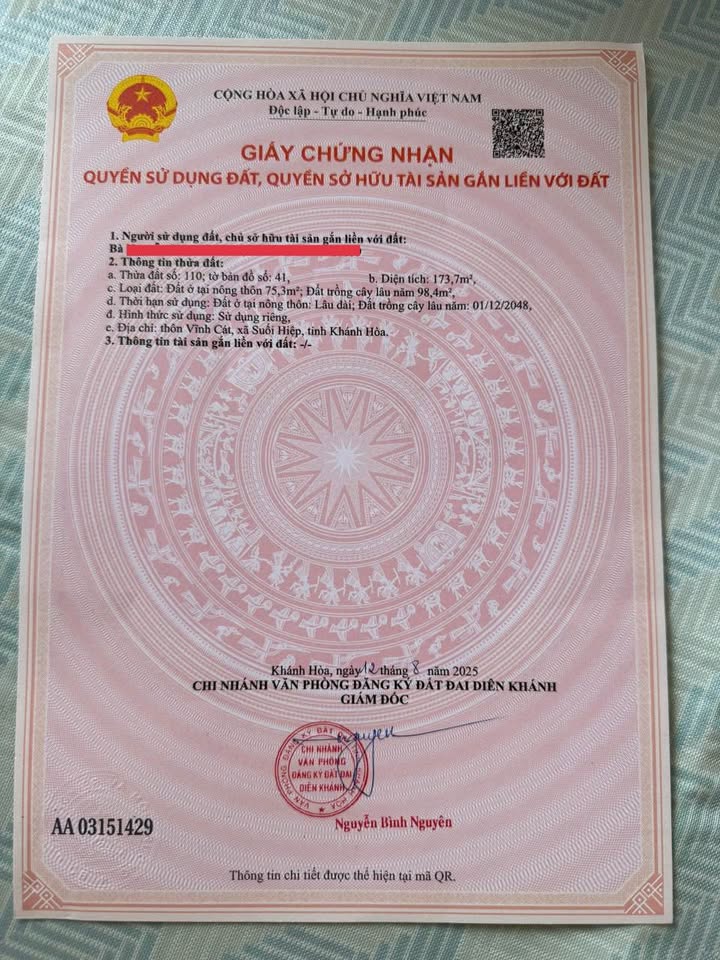 CỘNG HÒA XÃ HỘI CHỦ NGHĨA VIỆT NAM
Độc lập - Tự do - Hạnh phúc
GIẤY CHỨNG NHẬN
QUYỀN SỬ DỤNG ĐẤT, QUYỀN SỞ HỮU TÀI SẢN GẮN LIỀN VỚI ĐẤT
1. Người sử dụng đất, chủ sở hữu tài sản gắn liền với đất:
Bà
2. Thông tin thửa đất:
a. Thửa đất số: 110; tờ bản đồ số: 41, b. Diện tích: 173,7m²,
c. Loại đất: Đất ở tại nông thôn 75,3m²; Đất trồng cây lâu năm 98,4m²,
d. Thời hạn sử dụng: Đất ở tại nông thôn: Lâu dài; Đất trồng cây lâu năm: 01/12/2048,
đ. Hình thức sử dụng: Sử dụng riêng,
e. Địa chỉ: thôn Vĩnh Cát, xã Suối Hiệp, tỉnh Khánh Hòa.
3. Thông tin tài sản gắn liền với đất: -/-
Khánh Hòa, ngày 12 tháng 8 năm 2025
CHI NHÁNH VĂN PHÒNG ĐĂNG KÝ ĐẤT ĐAI DIÊN KHÁNH
GIÁM ĐỐC
CHI NHÁNH
VĂN PHÒNG
ĐĂNG KÝ ĐẤT ĐAI
DIÊN KHÁNH
Nguyễn Bình Nguyên
AA 03151429
Thông tin chi tiết được thể hiện tại mã QR.